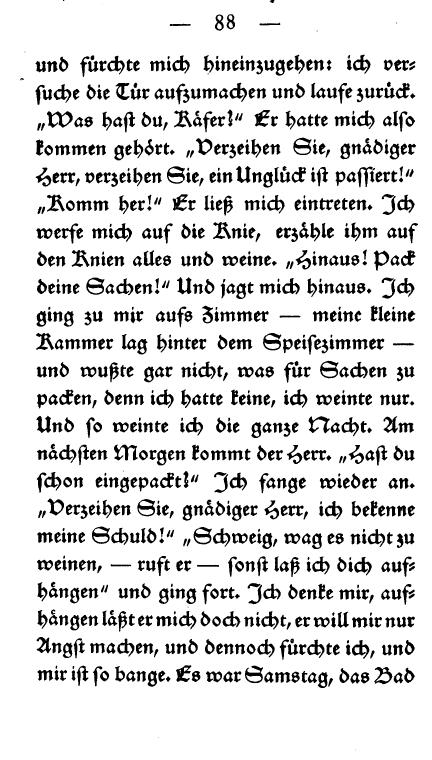 — 88 —
und fürchte mich hineinzugehen: ich ver-
suche die Tür aufzumachen und laufe zurück.
„Was hast du, Käfer?“ Er hatte mich also
kommen gehört. „Verzeihen Sie, gnädiger
Herr, verzeihen Sie, ein Unglück ist passiert!“
„Komm her!“ Er ließ mich eintreten. Ich
werfe mich auf die Knie, erzähle ihm auf
den Knien alles und weine. „Hinaus! Pack
deine Sachen!“ Und jagt mich hinaus. Ich
ging zu mir aufs Zimmer — meine kleine
Kammer lag hinter dem Speisezimmer —
und wußte gar nicht, was für Sachen zu
packen, denn ich hatte keine, ich weinte nur.
Und so weinte ich die ganze Nacht. Am
nächsten Morgen kommt der Herr. „Hast du
schon eingepackt?“ Ich fange wieder an.
„Verzeihen Sie, gnädiger Herr, ich bekenne
meine Schuld!“ „Schweig, wag es nicht zu
weinen, — ruft er — sonst laß ich dich auf-
hängen“ und ging fort. Ich denke mir, auf-
hängen läßt er mich doch nicht, er will mir nur
Angst machen, und dennoch fürchte ich, und
mir ist so bange. Es war Samstag, das Bad